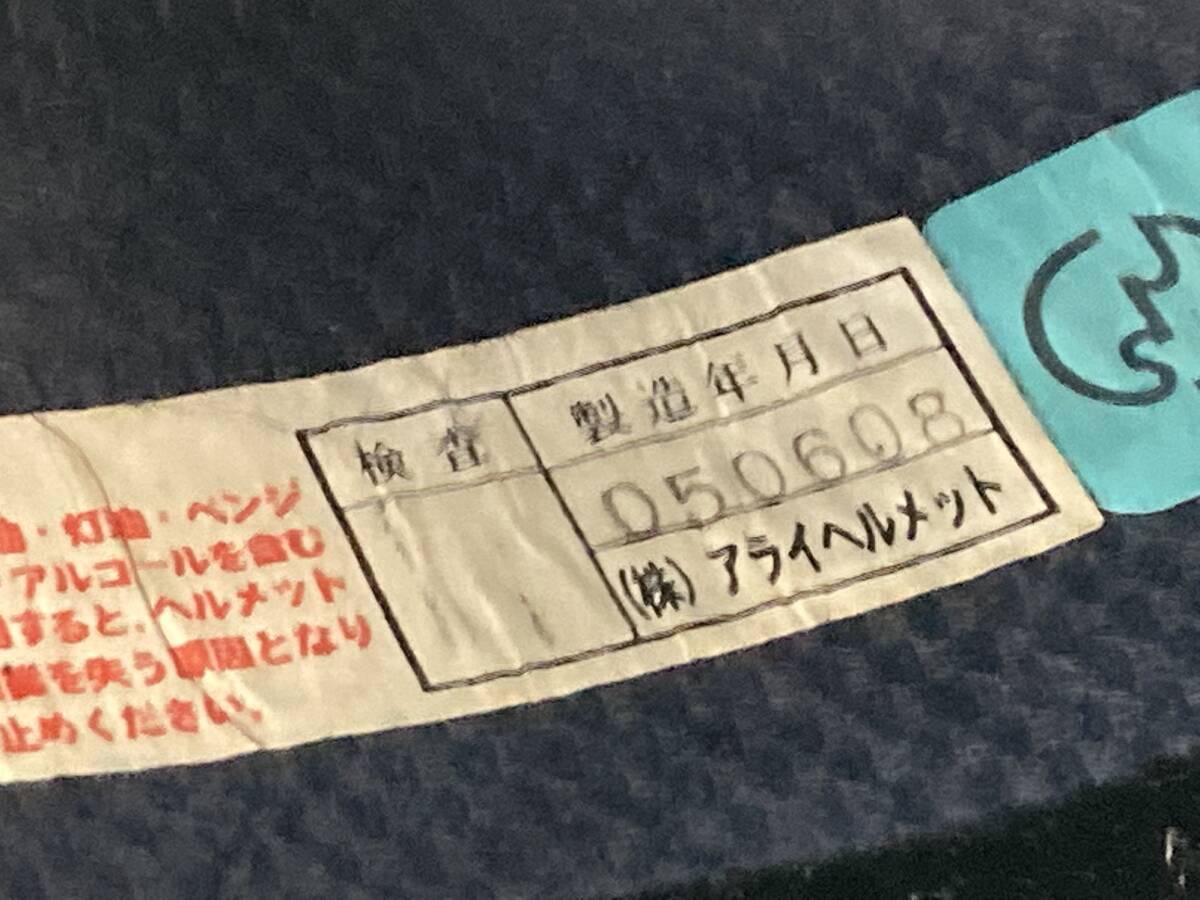 油・灯油・ベンジ
アルコールを含む
すると、ヘルメット
を失う原因となり
止めください。
検査
製造年月日
050608
(株) アライヘルメット